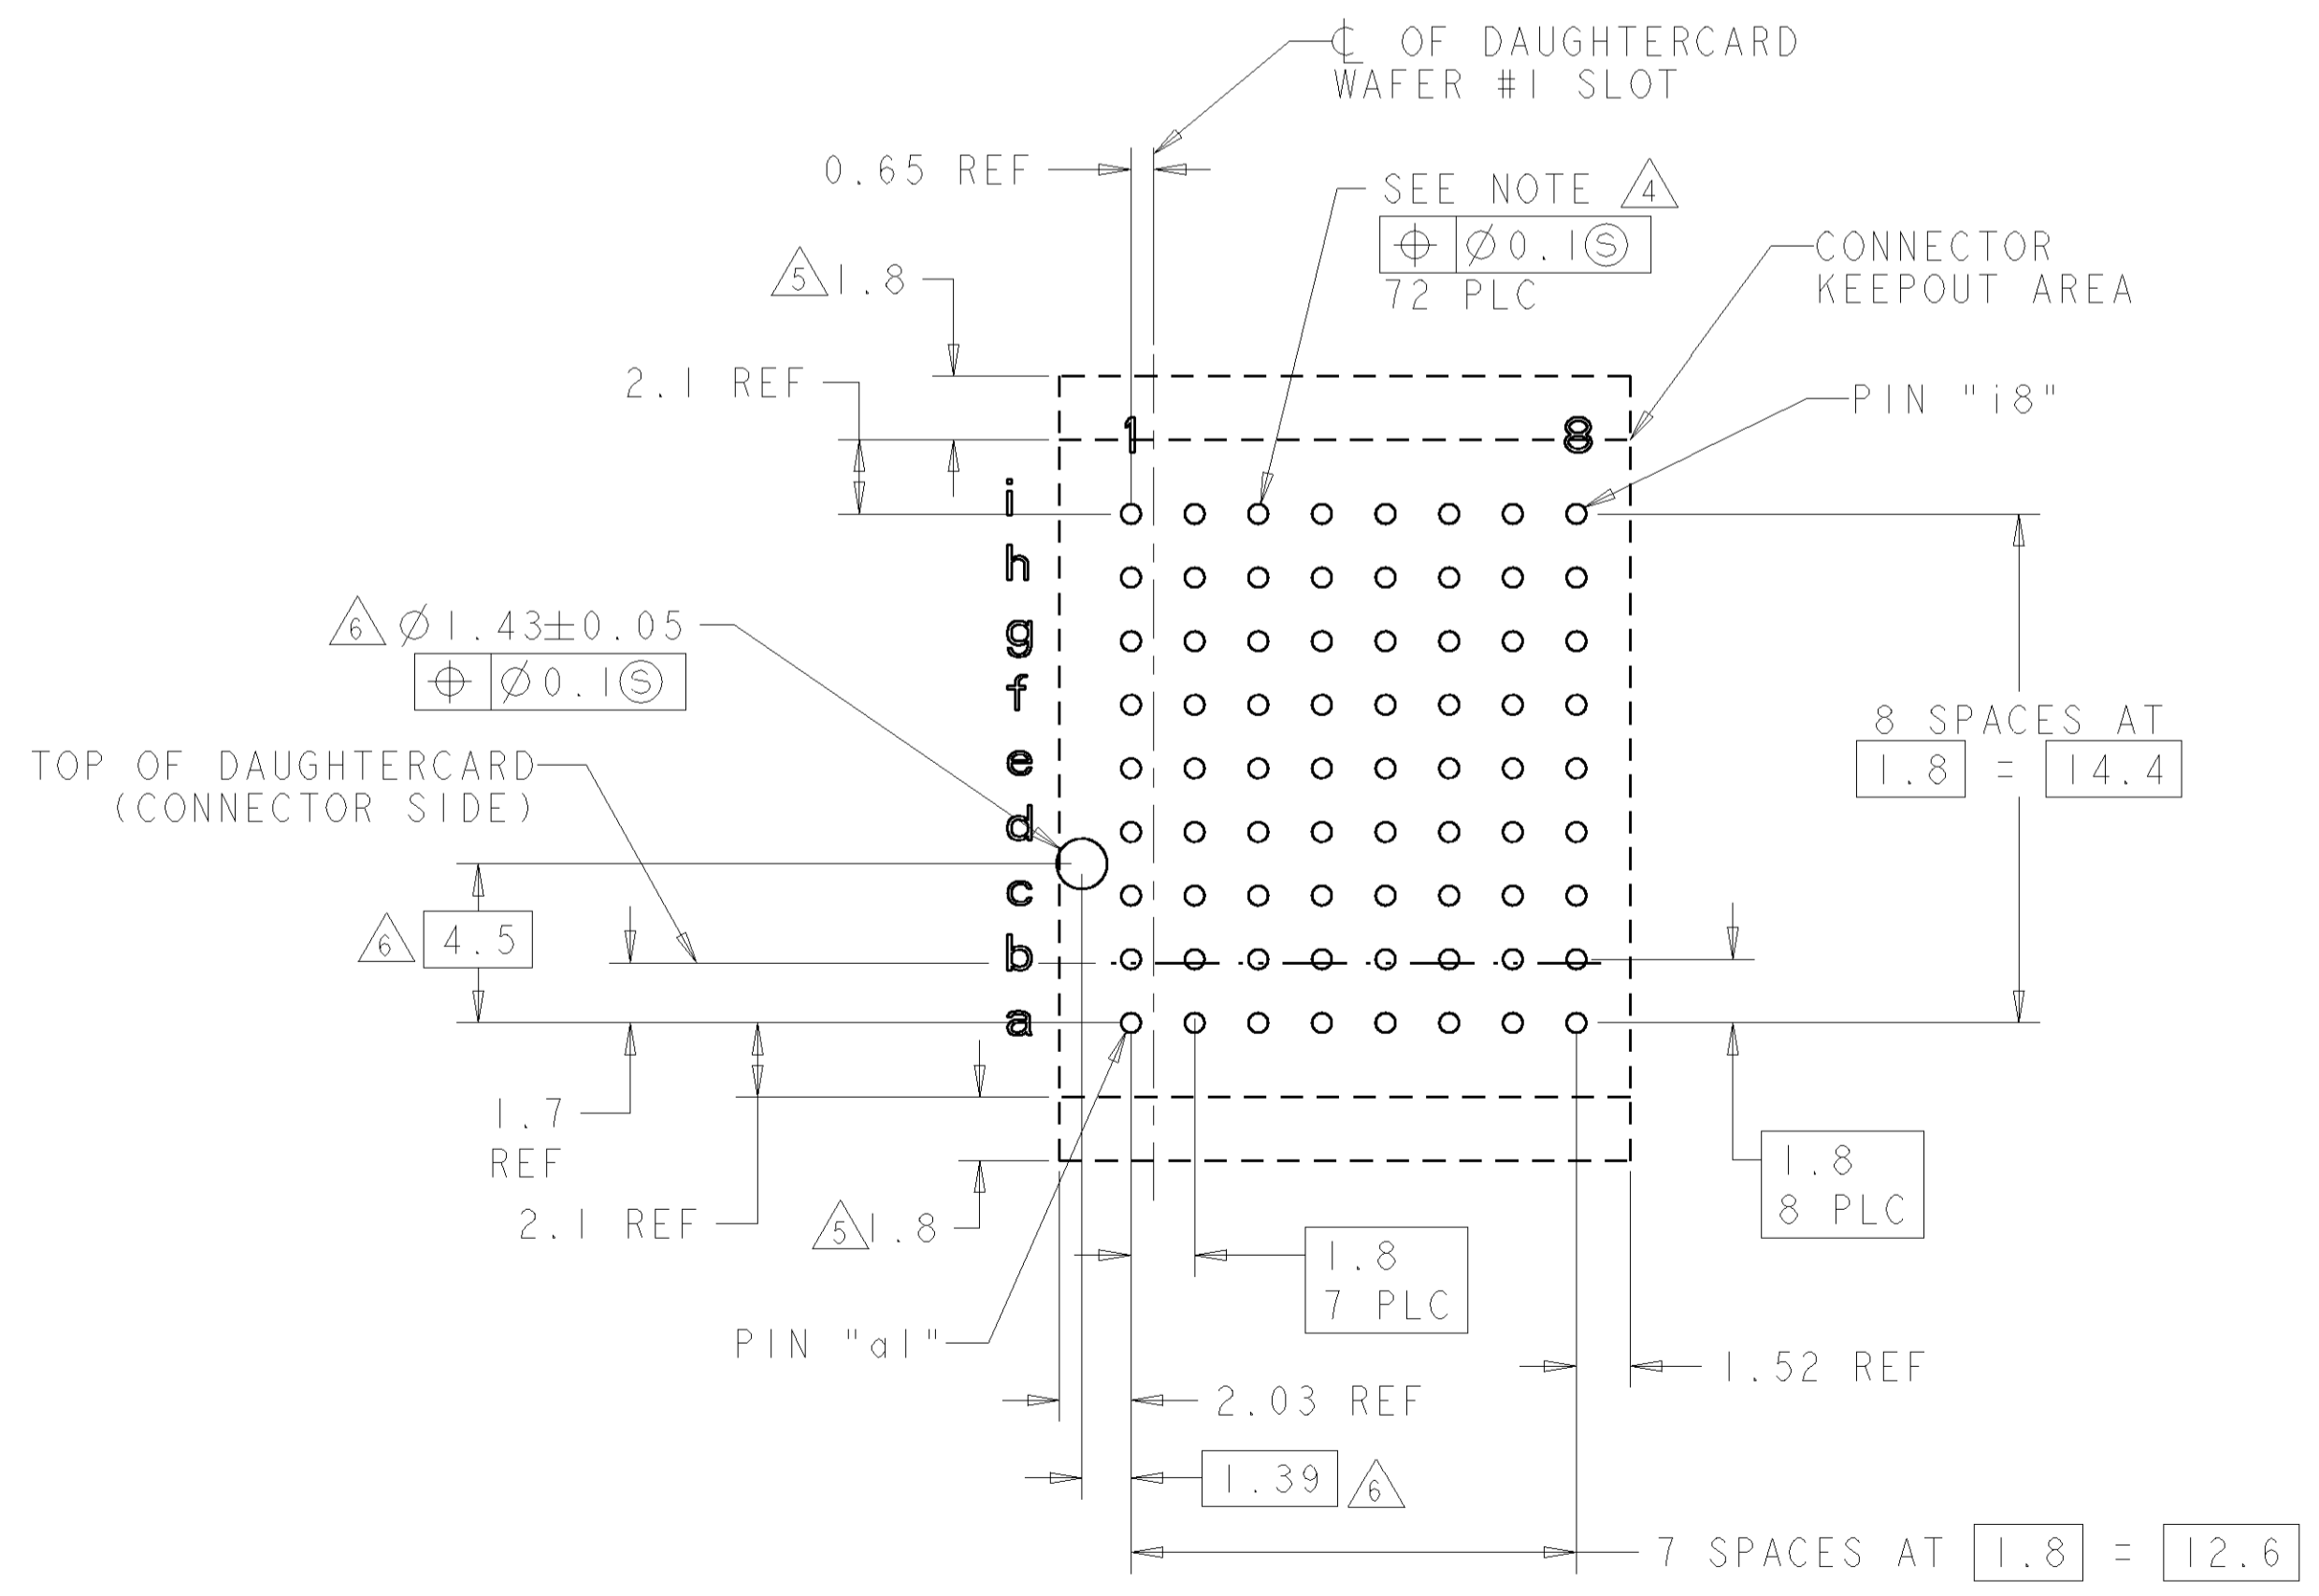 ℄ OF DAUGHTERCARD
WAFER #1 SLOT
0.65 REF
SEE NOTE 4
⌖ ⌀0.1Ⓢ
72 PLC
CONNECTOR
KEEPOUT AREA
5 1.8
2.1 REF
PIN "i8"
1
8
i
h
g
f
e
d
c
b
a
6 ⌀1.43±0.05
⌖ ⌀0.1Ⓢ
8 SPACES AT
1.8 = 14.4
TOP OF DAUGHTERCARD
(CONNECTOR SIDE)
6 4.5
1.7
REF
2.1 REF
5 1.8
1.8
8 PLC
1.8
7 PLC
PIN "a1"
1.52 REF
2.03 REF
1.39 6
7 SPACES AT 1.8 = 12.6